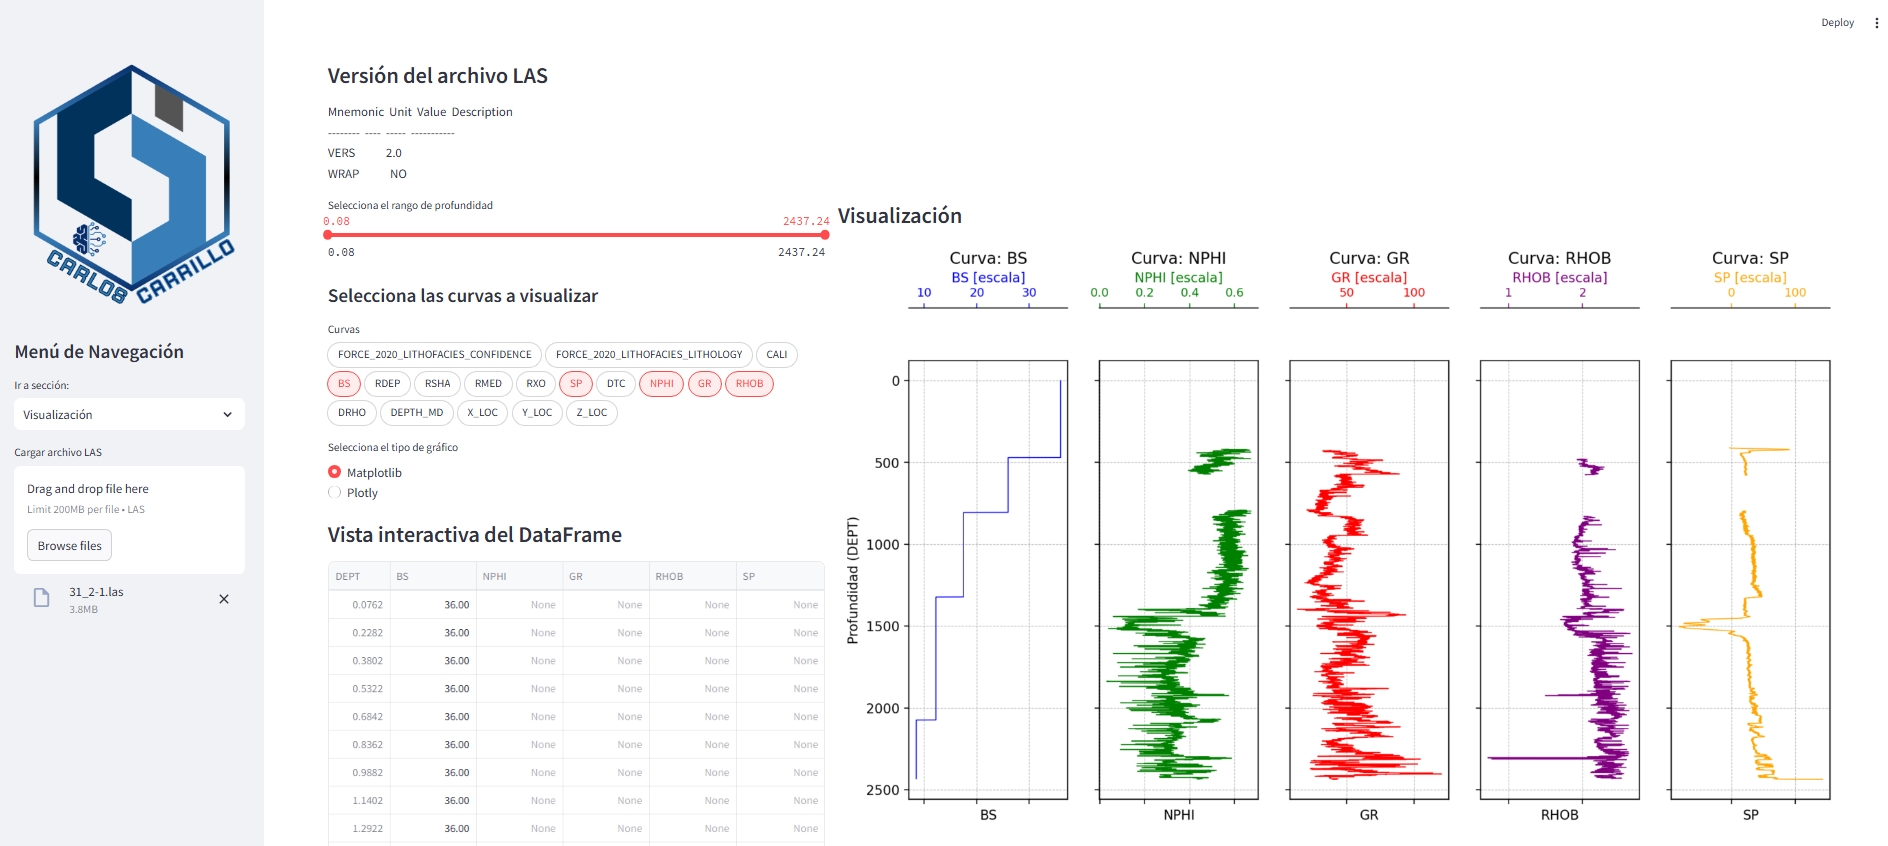 Deploy
CARLOS CARRILLO
Menú de Navegación
Ir a sección:
Visualización
Cargar archivo LAS
Drag and drop file here
Limit 200MB per file • LAS
Browse files
31_2-1.las
3.8MB
Versión del archivo LAS
Mnemonic Unit Value Description
-------- ---- ----- -----------
VERS 2.0
WRAP NO
Selecciona el rango de profundidad
0.08 2437.24
0.08 2437.24
Selecciona las curvas a visualizar
Curvas
FORCE_2020_LITHOFACIES_CONFIDENCE FORCE_2020_LITHOFACIES_LITHOLOGY CALI
BS RDEP RSHA RMED RXO SP DTC NPHI GR RHOB
DRHO DEPTH_MD X_LOC Y_LOC Z_LOC
Selecciona el tipo de gráfico
Matplotlib
Plotly
Vista interactiva del DataFrame
DEPT BS NPHI GR RHOB SP
0.0762 36.00 None None None None
0.2282 36.00 None None None None
0.3802 36.00 None None None None
0.5322 36.00 None None None None
0.6842 36.00 None None None None
0.8362 36.00 None None None None
0.9882 36.00 None None None None
1.1402 36.00 None None None None
1.2922 36.00 None None None None
Visualización
Curva: BS Curva: NPHI Curva: GR Curva: RHOB Curva: SP
BS [escala] NPHI [escala] GR [escala] RHOB [escala] SP [escala]
10 20 30 0.0 0.2 0.4 0.6 50 100 1 2 0 100
Profundidad (DEPT)
0
500
1000
1500
2000
2500
BS NPHI GR RHOB SP